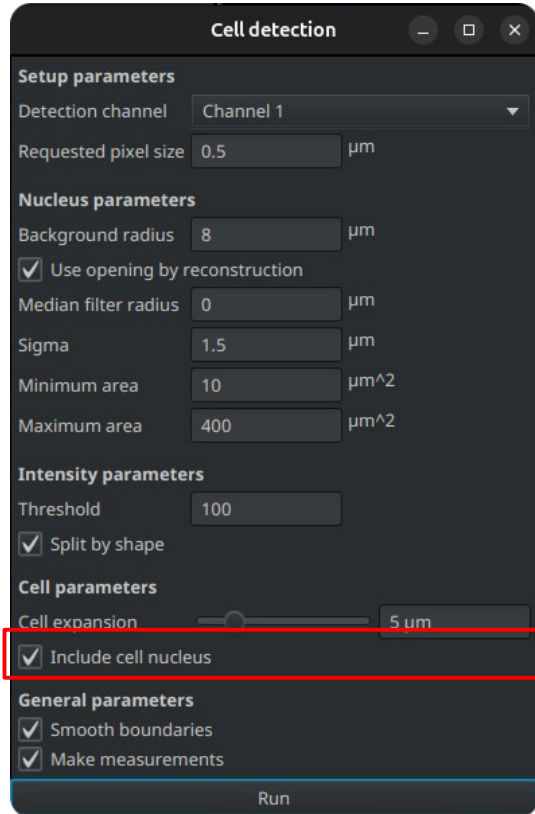 Cell detection
Setup parameters
Detection channel Channel 1
Requested pixel size 0.5 µm
Nucleus parameters
Background radius 8 µm
Use opening by reconstruction
Median filter radius 0 µm
Sigma 1.5 µm
Minimum area 10 µm^2
Maximum area 400 µm^2
Intensity parameters
Threshold 100
Split by shape
Cell parameters
Cell expansion 5 µm
Include cell nucleus
General parameters
Smooth boundaries
Make measurements
Run